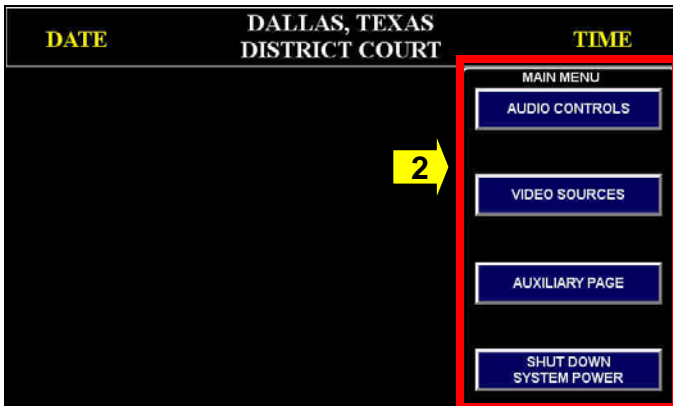 DATE
DALLAS, TEXAS
DISTRICT COURT
TIME
MAIN MENU
AUDIO CONTROLS
2
VIDEO SOURCES
AUXILIARY PAGE
SHUT DOWN
SYSTEM POWER